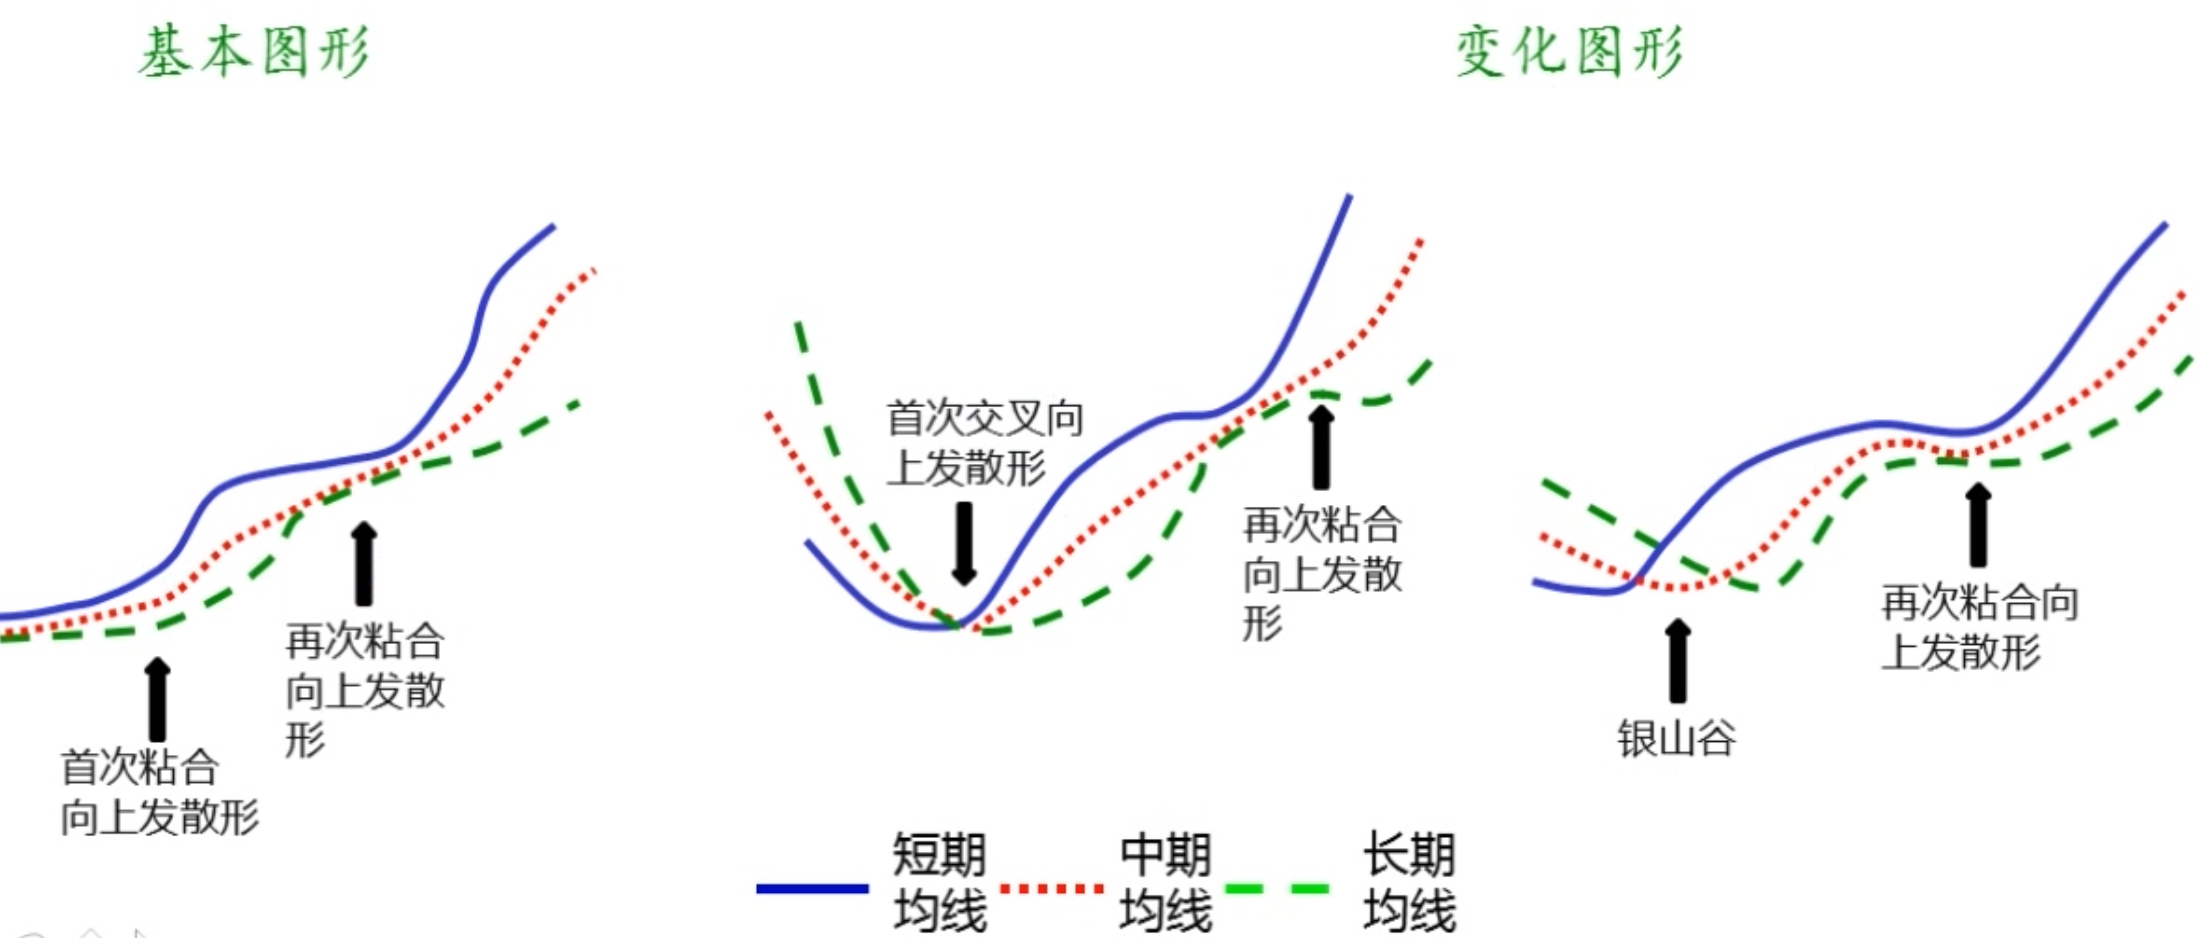 基本图形
变化图形
首次粘合
向上发散形
再次粘合
向上发散
形
首次交叉向
上发散形
再次粘合
向上发散
形
银山谷
再次粘合向
上发散形
短期
均线
中期
均线
长期
均线